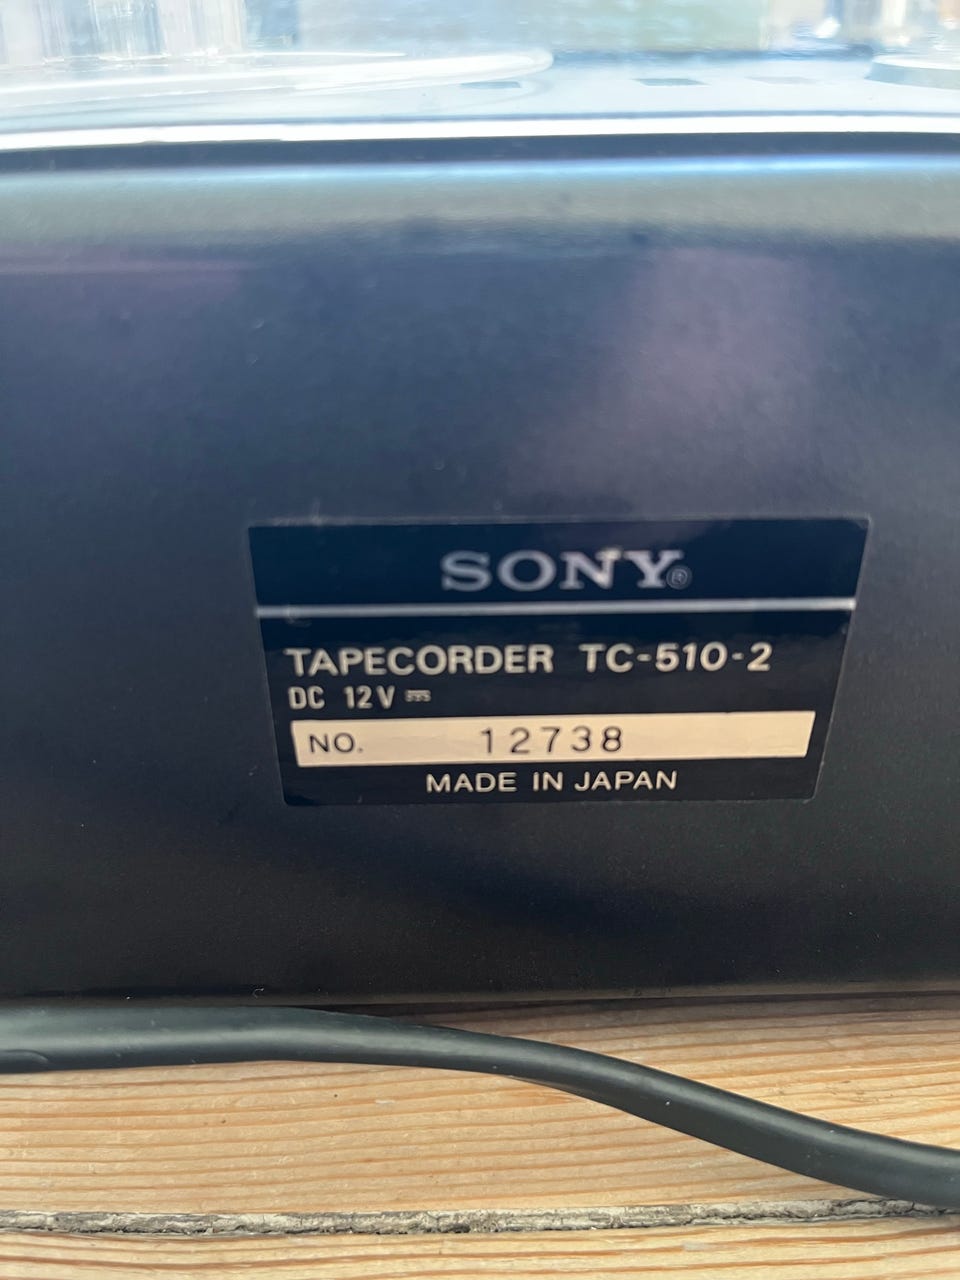 SONY®
TAPECORDER TC-510-2
DC 12V ⎓
NO. 12738
MADE IN JAPAN